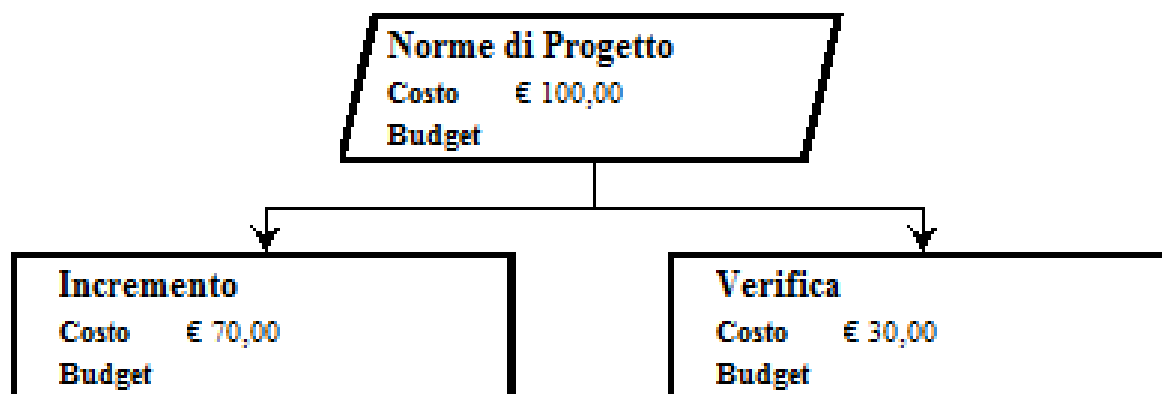 Norme di Progetto
Costo € 100,00
Budget
Incremento
Costo € 70,00
Budget
Verifica
Costo € 30,00
Budget